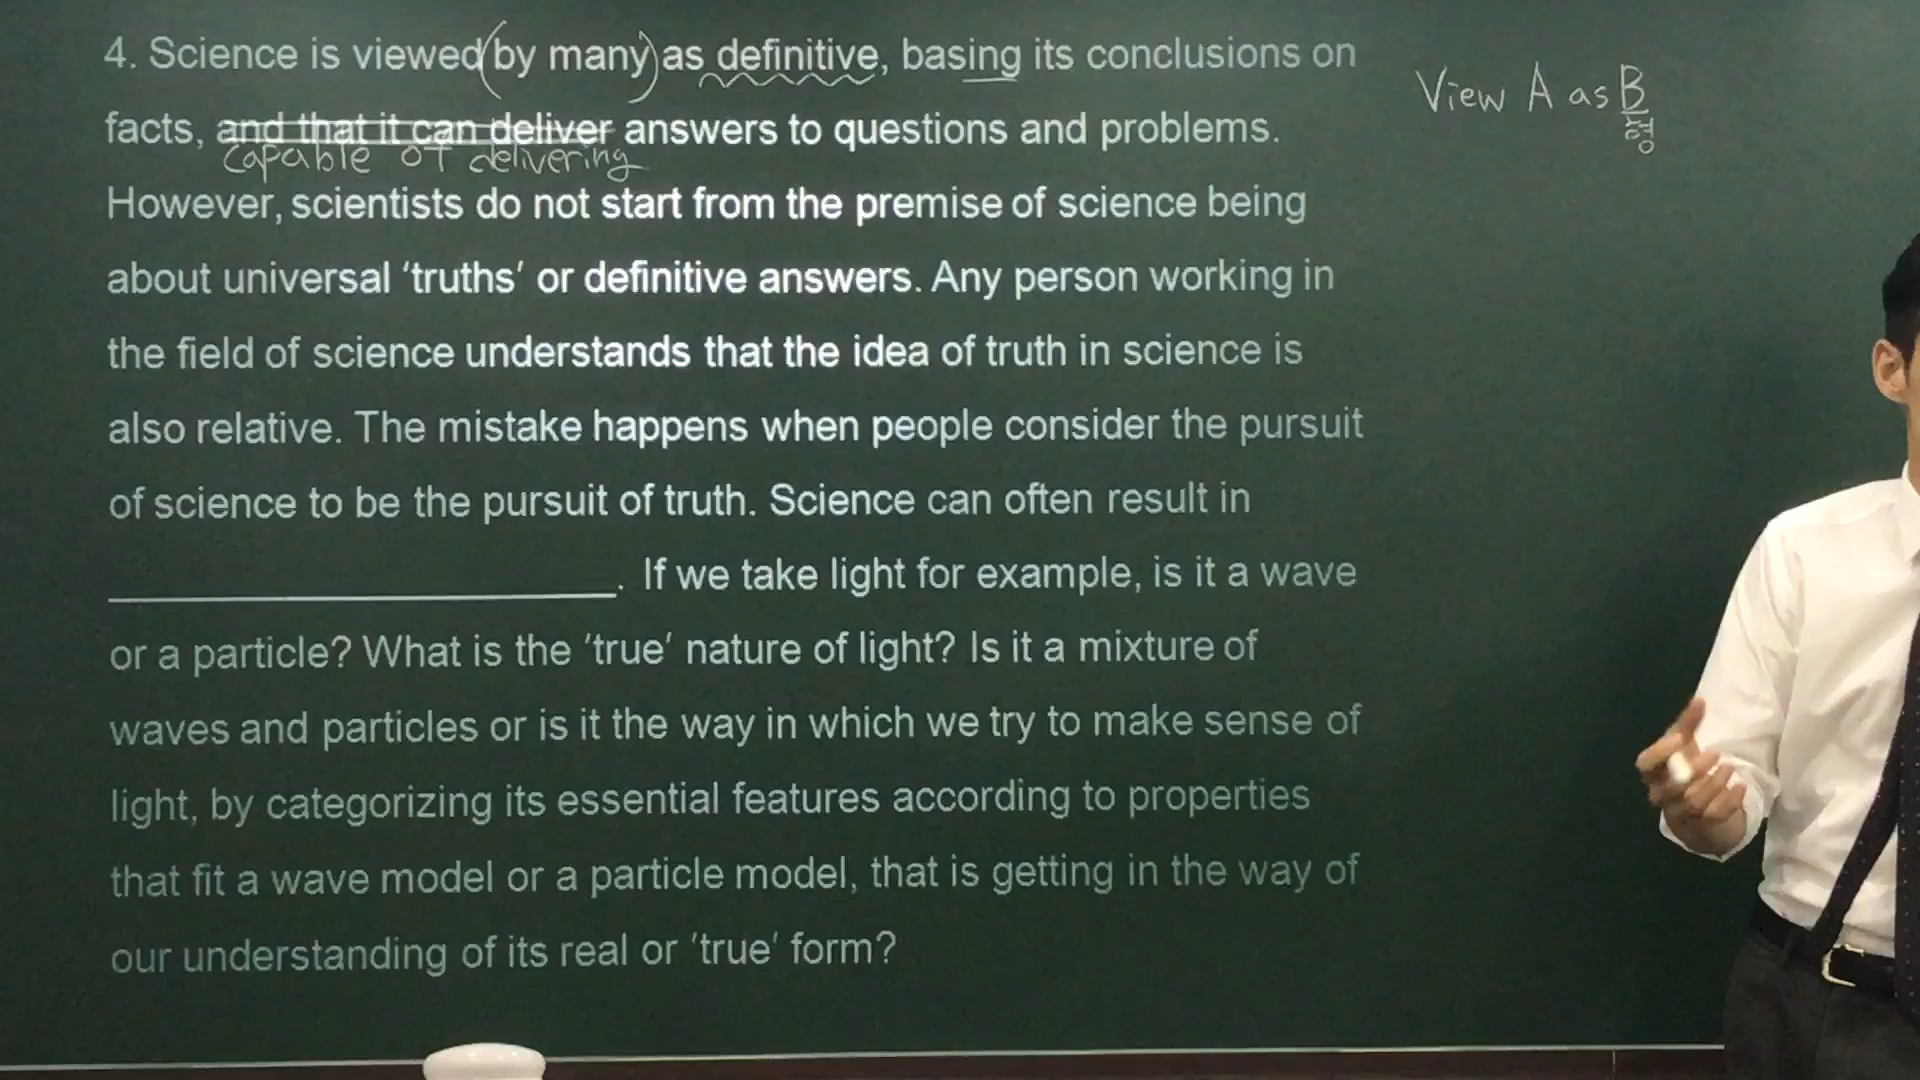 4. Science is viewed (by many) as definitive, basing its conclusions on
facts, and that it can deliver answers to questions and problems.
capable of delivering
However, scientists do not start from the premise of science being
about universal ‘truths’ or definitive answers. Any person working in
the field of science understands that the idea of truth in science is
also relative. The mistake happens when people consider the pursuit
of science to be the pursuit of truth. Science can often result in
. If we take light for example, is it a wave
or a particle? What is the ‘true’ nature of light? Is it a mixture of
waves and particles or is it the way in which we try to make sense of
light, by categorizing its essential features according to properties
that fit a wave model or a particle model, that is getting in the way of
our understanding of its real or ‘true’ form?
View A as B